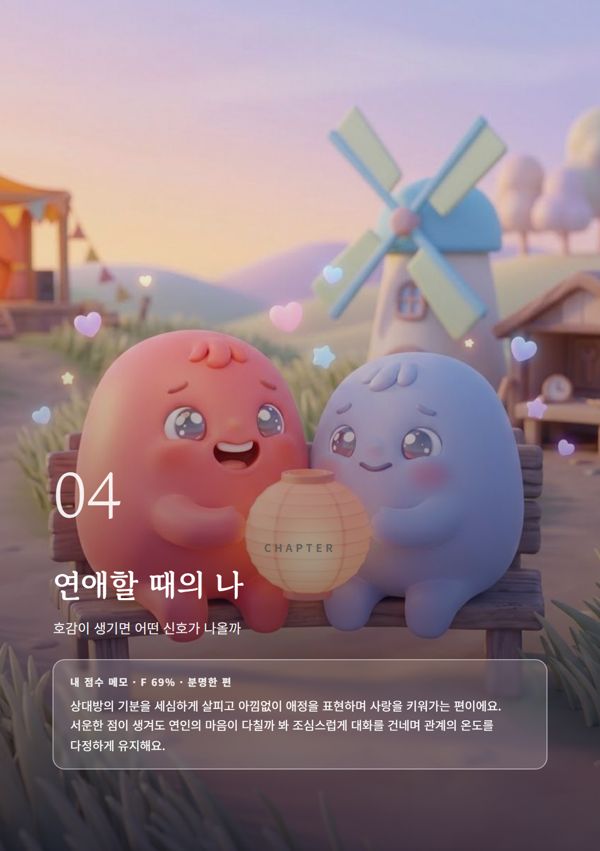 04
CHAPTER
연애할 때의 나
호감이 생기면 어떤 신호가 나올까
내 점수 메모 · F 69% · 분명한 편
상대방의 기분을 세심하게 살피고 아낌없이 애정을 표현하며 사랑을 키워가는 편이에요.
서운한 점이 생겨도 연인의 마음이 다칠까 봐 조심스럽게 대화를 건네며 관계의 온도를
다정하게 유지해요.